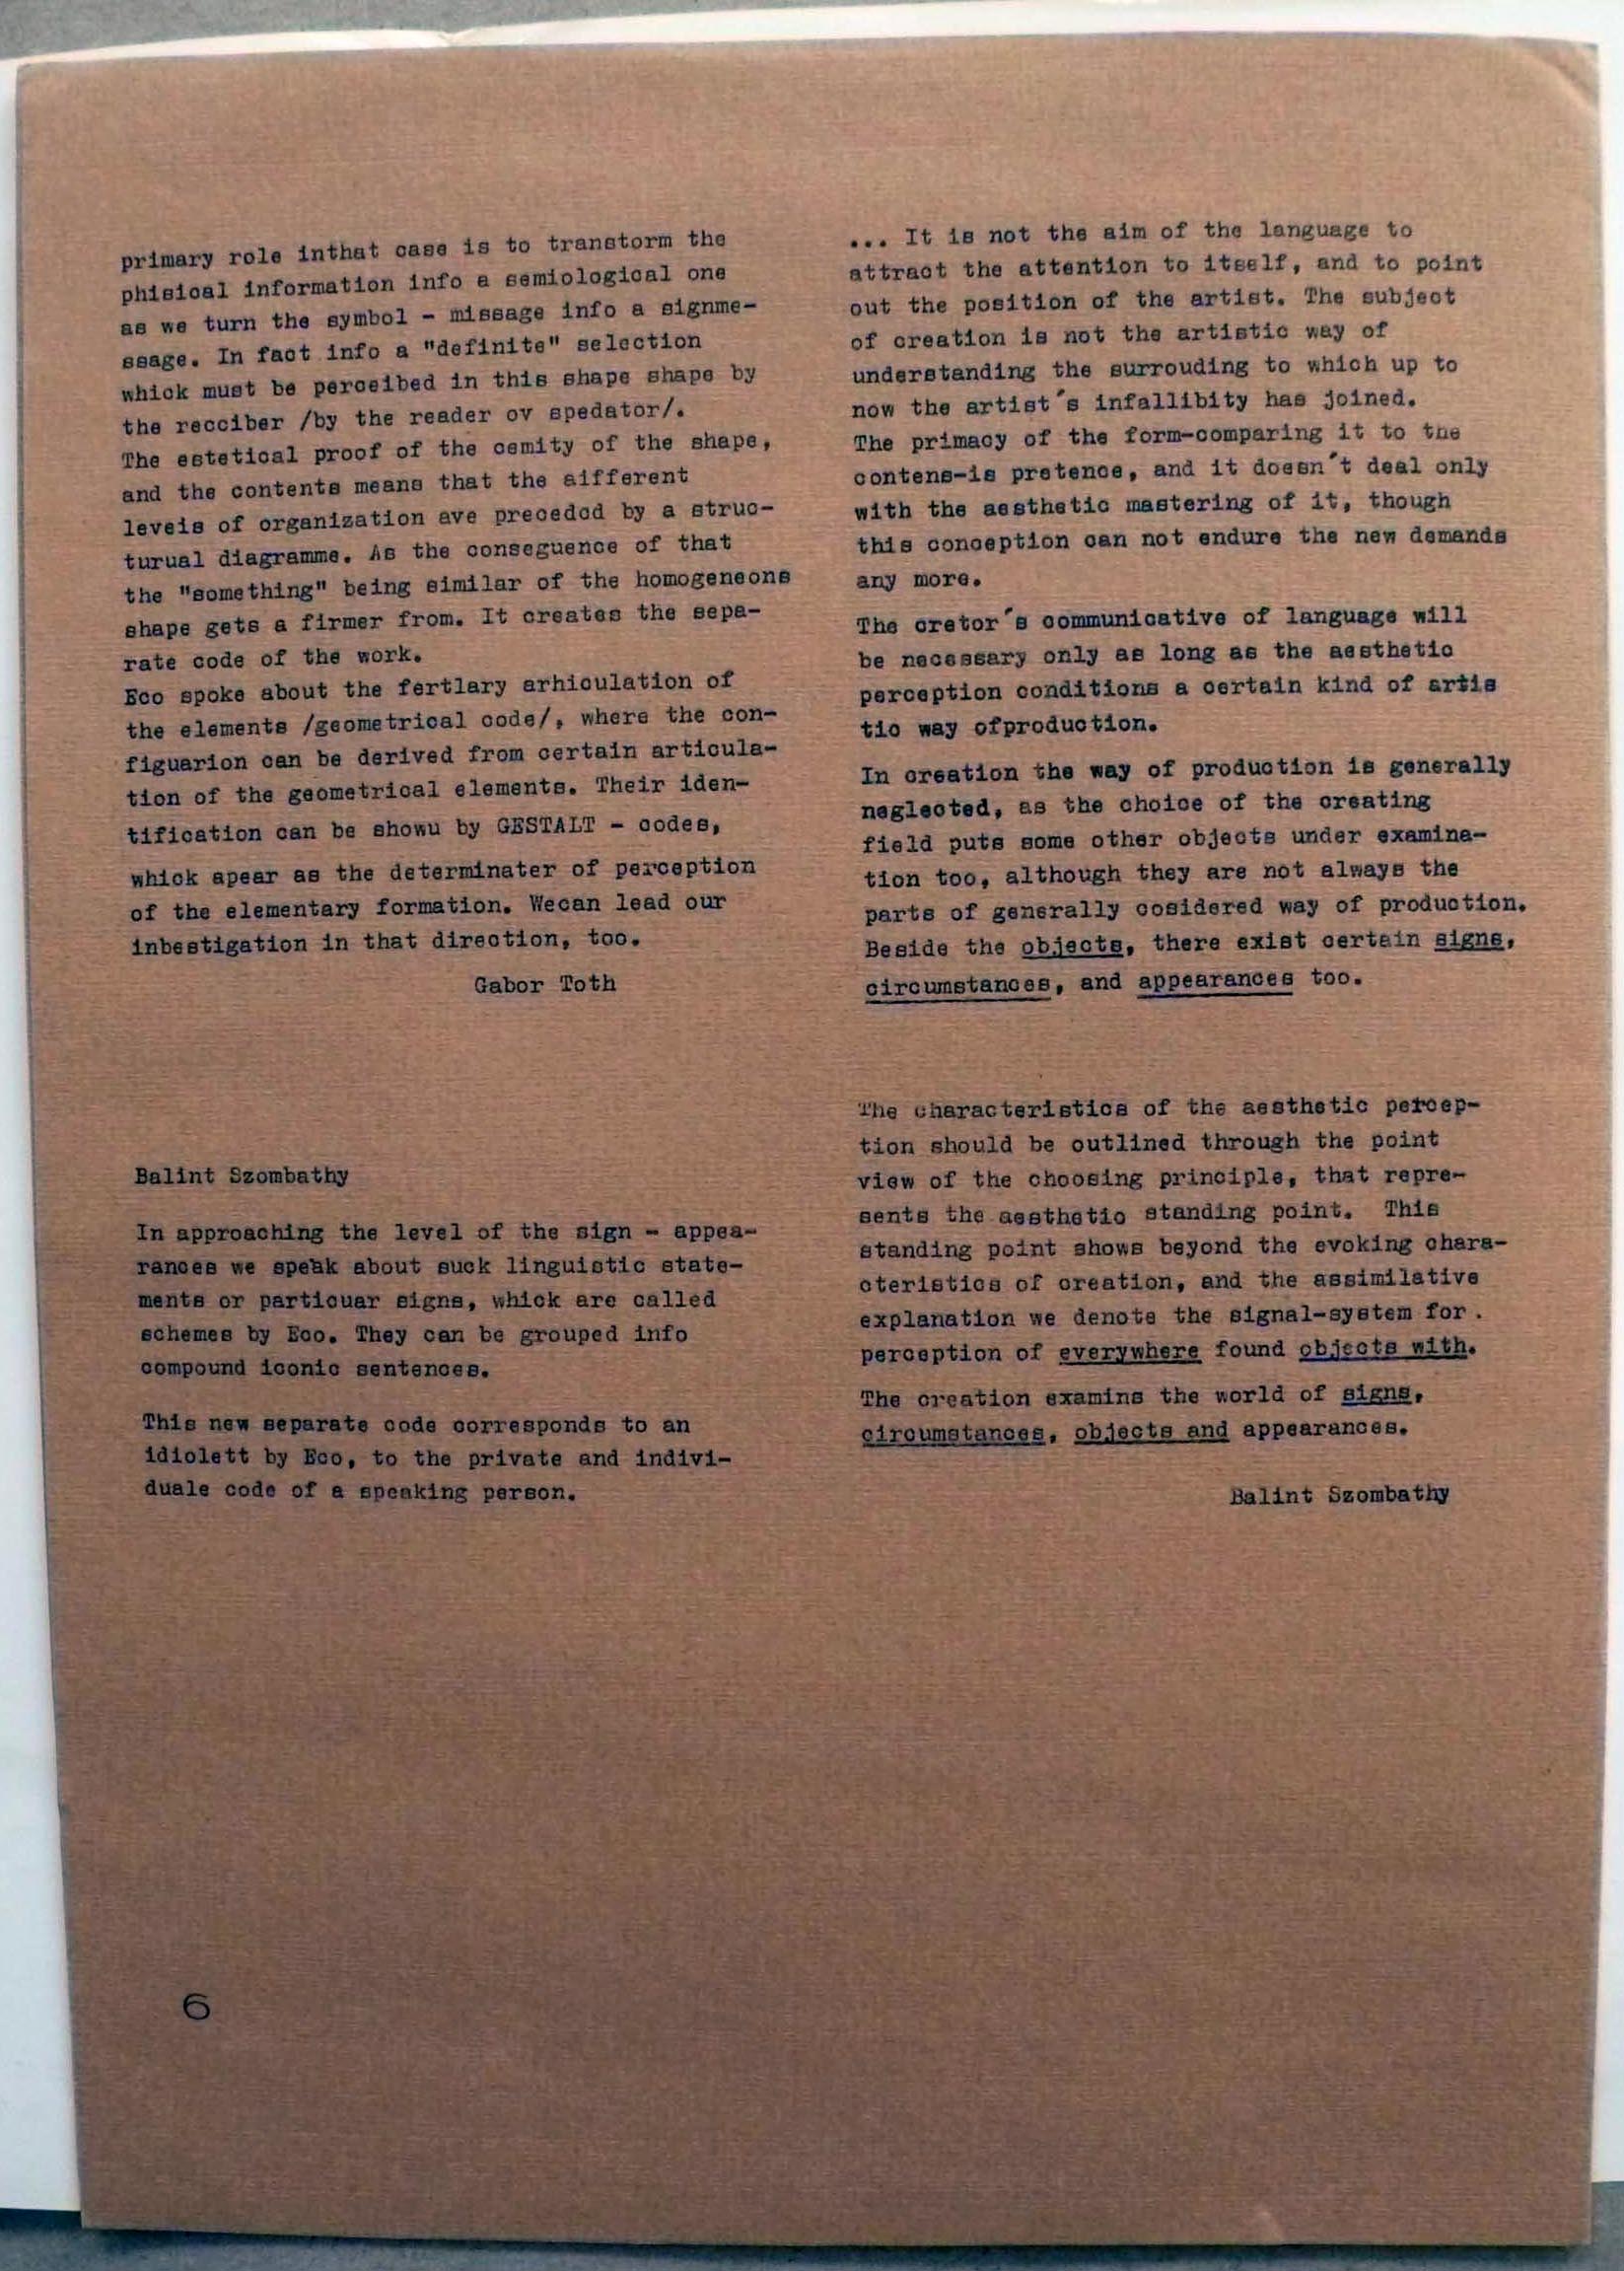 primary role inthat case is to transtorm the
phisical information info a semiological one
as we turn the symbol - missage info a signme-
ssage. In fact info a "definite" selection
whick must be perceibed in this shape shape by
the recciber /by the reader ov spedator/.
The estetical proof of the cemity of the shape,
and the contents means that the aifferent
leveis of organization ave preceded by a struc-
turual diagramme. As the conseguence of that
the "something" being similar of the homogeneons
shape gets a firmer from. It creates the sepa-
rate code of the work.
Eco spoke about the fertlary arhiculation of
the elements /geometrical code/, where the con-
figuarion can be derived from certain articula-
tion of the geometrical elements. Their iden-
tification can be showu by GESTALT - codes,
whick apear as the determinater of perception
of the elementary formation. Wecan lead our
inbestigation in that direction, too.
Gabor Toth
Balint Szombathy
In approaching the level of the sign - appea-
rances we speak about suck linguistic state-
ments or particuar signs, whick are called
schemes by Eco. They can be grouped info
compound iconic sentences.
This new separate code corresponds to an
idiolett by Eco, to the private and indivi-
duale code of a speaking person.
... It is not the aim of the language to
attract the attention to itself, and to point
out the position of the artist. The subject
of creation is not the artistic way of
understanding the surrouding to which up to
now the artist´s infallibity has joined.
The primacy of the form-comparing it to the
contens-is pretence, and it doesn´t deal only
with the aesthetic mastering of it, though
this conception can not endure the new demands
any more.
The cretor´s communicative of language will
be necessary only as long as the aesthetic
perception conditions a certain kind of artis
tic way ofproduction.
In creation the way of production is generally
neglected, as the choice of the creating
field puts some other objects under examina-
tion too, although they are not always the
parts of generally cosidered way of production.
Beside the objects, there exist certain signs,
circumstances, and appearances too.
The characteristics of the aesthetic percep-
tion should be outlined through the point
view of the choosing principle, that repre-
sents the aesthetic standing point. This
standing point shows beyond the evoking chara-
cteristics of creation, and the assimilative
explanation we denote the signal-system for.
perception of everywhere found objects with.
The creation examins the world of signs,
circumstances, objects and appearances.
Balint Szombathy
6